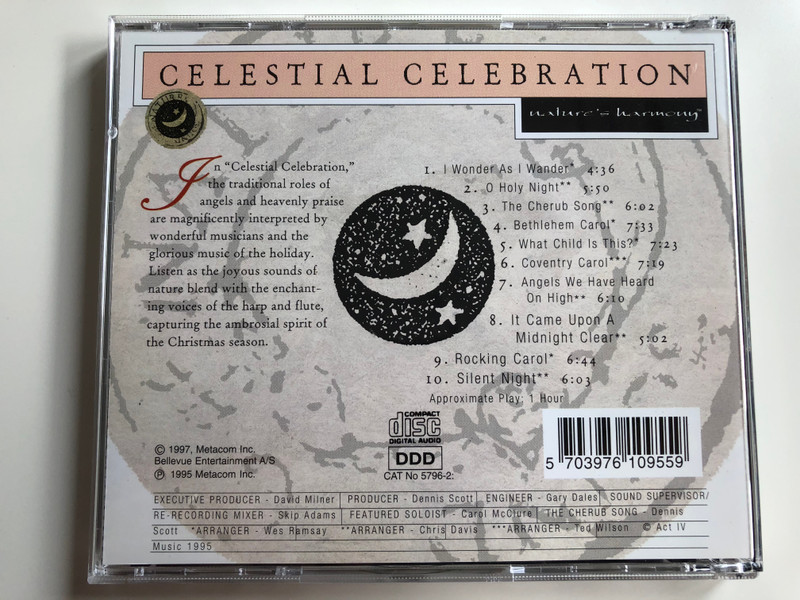 CELESTIAL CELEBRATION
nature's harmony™
In "Celestial Celebration,"
the traditional roles of
angels and heavenly praise
are magnificently interpreted by
wonderful musicians and the
glorious music of the holiday.
Listen as the joyous sounds of
nature blend with the enchant-
ing voices of the harp and flute,
capturing the ambrosial spirit of
the Christmas season.
1. I Wonder As I Wander* 4:36
2. O Holy Night** 5:50
3. The Cherub Song** 6:02
4. Bethlehem Carol* 7:33
5. What Child Is This?* 7:23
6. Coventry Carol*** 7:19
7. Angels We Have Heard
On High** 6:10
8. It Came Upon A
Midnight Clear** 5:02
9. Rocking Carol* 6:44
10. Silent Night** 6:03
Approximate Play: 1 Hour
COMPACT
disc
DIGITAL AUDIO
DDD
CAT No 5796-2:
© 1997, Metacom Inc.
Bellevue Entertainment A/S
℗ 1995 Metacom Inc.
5 703976 109559
EXECUTIVE PRODUCER - David Milner PRODUCER - Dennis Scott ENGINEER - Gary Dales SOUND SUPERVISOR/
RE-RECORDING MIXER - Skip Adams FEATURED SOLOIST - Carol McClure THE CHERUB SONG - Dennis
Scott *ARRANGER - Wes Ramsay **ARRANGER - Chris Davis ***ARRANGER - Ted Wilson © Act IV
Music 1995